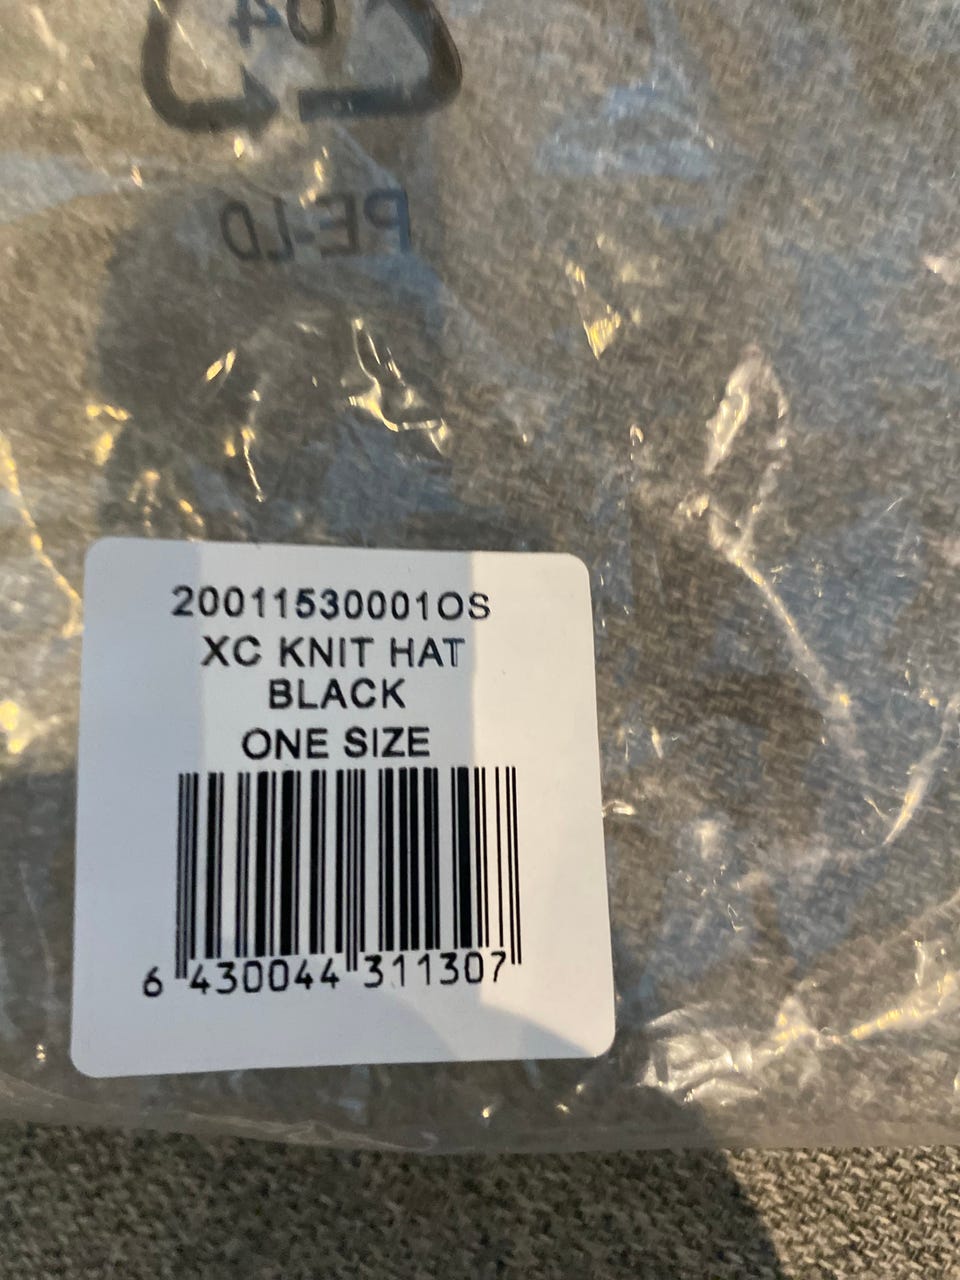 04
PE-LD
20011530001OS
XC KNIT HAT
BLACK
ONE SIZE
6 430044 311307